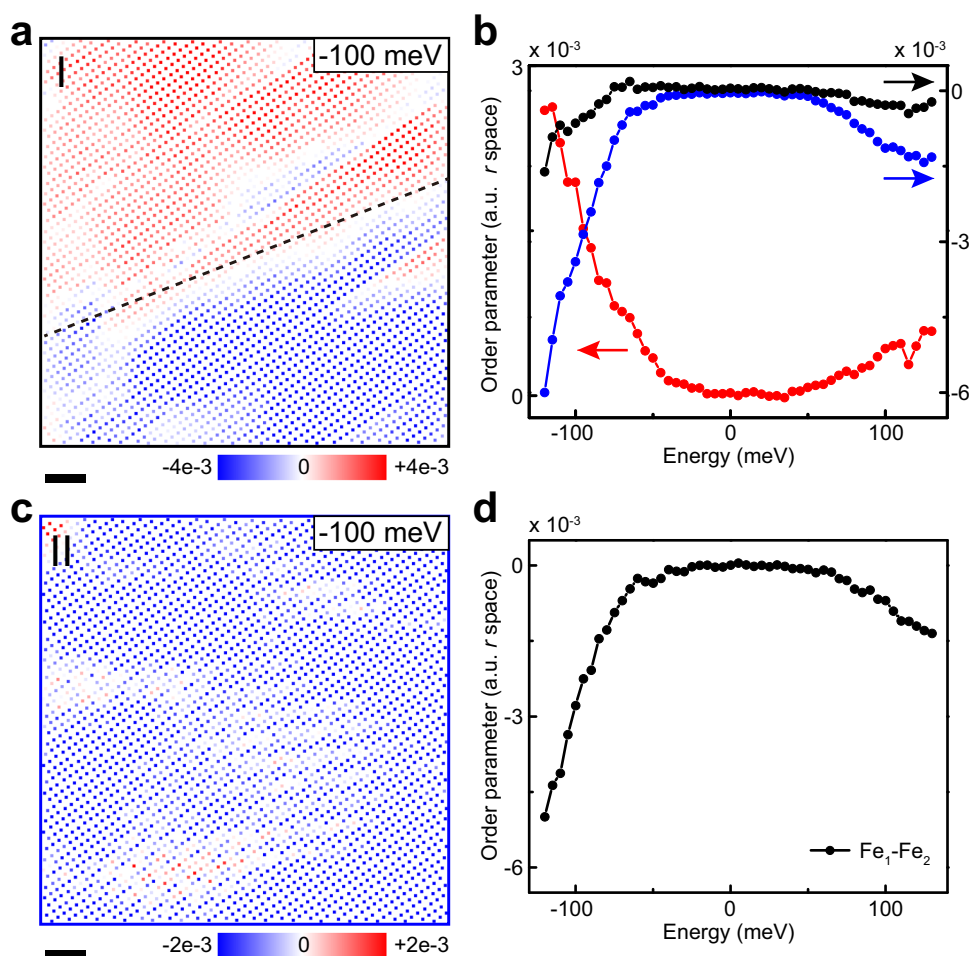 a
I
-100 meV
-4e-3 0 +4e-3
b
x 10⁻³ x 10⁻³
Order parameter (a.u. r space)
3
0
0
-3
-6
-100 0 100
Energy (meV)
c
II
-100 meV
-2e-3 0 +2e-3
d
x 10⁻³
Order parameter (a.u. r space)
0
-3
-6
Fe₁-Fe₂
-100 0 100
Energy (meV)